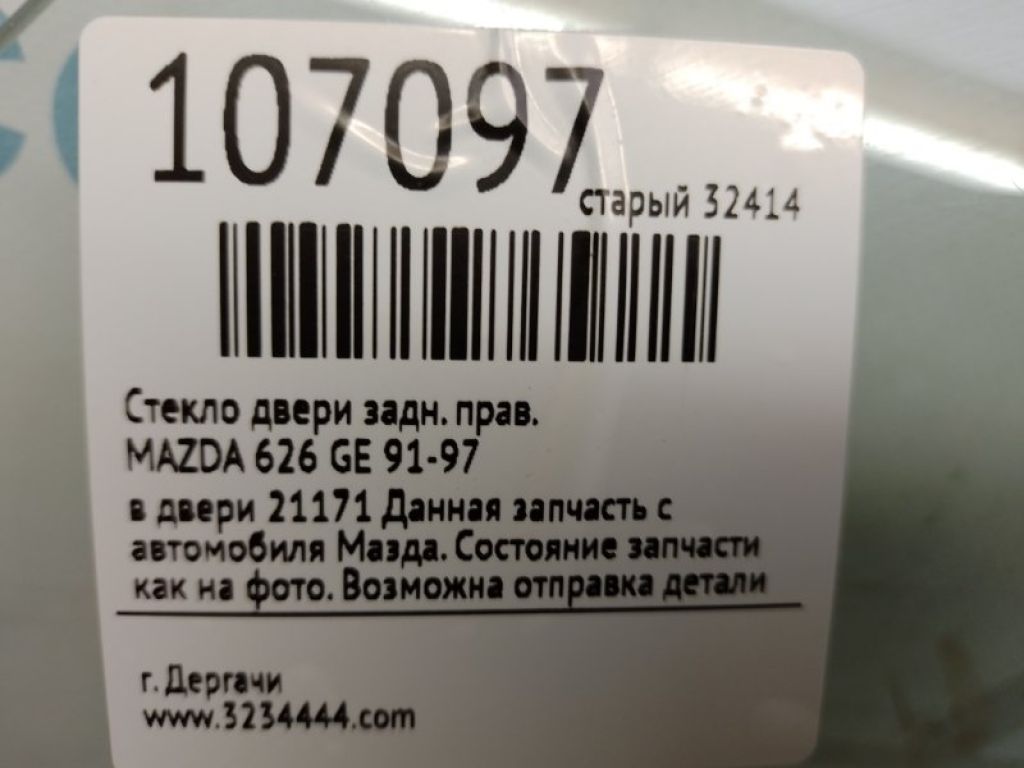 107097
старый 32414
Стекло двери задн. прав.
MAZDA 626 GE 91-97
в двери 21171 Данная запчасть с
автомобиля Мазда. Состояние запчасти
как на фото. Возможна отправка детали
г. Дергачи
www.3234444.com